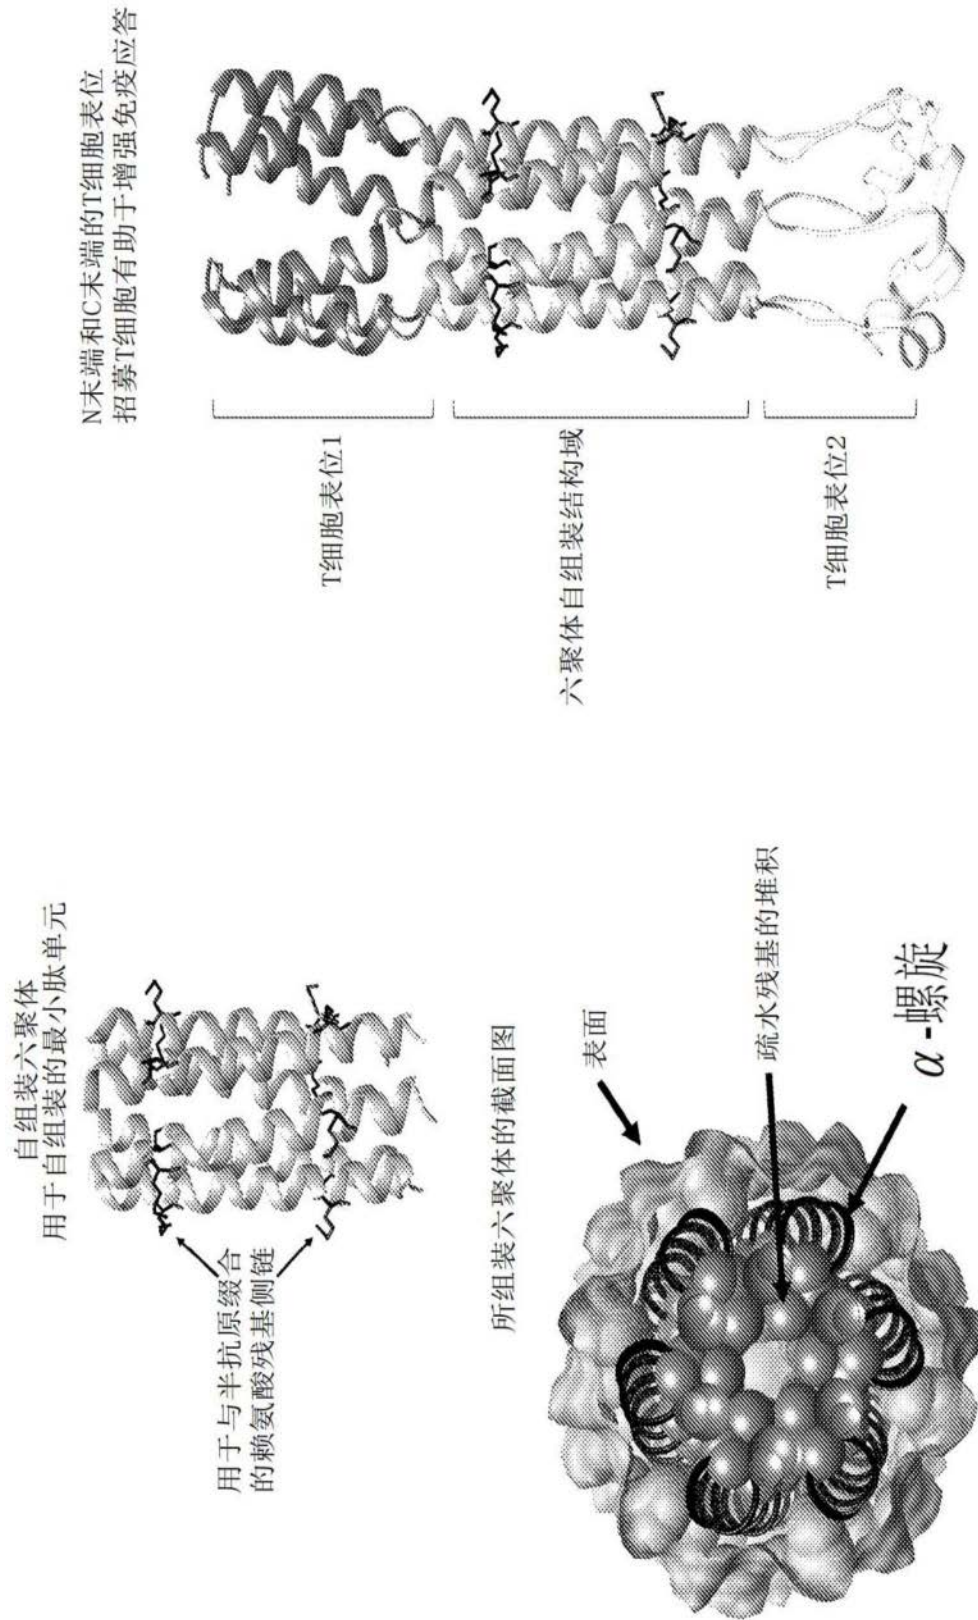 自组装六聚体
用于自组装的最小肽单元
用于与半抗原缀合
的赖氨酸残基侧链
所组装六聚体的截面图
表面
疏水残基的堆积
α-螺旋
N末端和C末端的T细胞表位
招募T细胞有助于增强免疫应答
T细胞表位1
六聚体自组装结构域
T细胞表位2